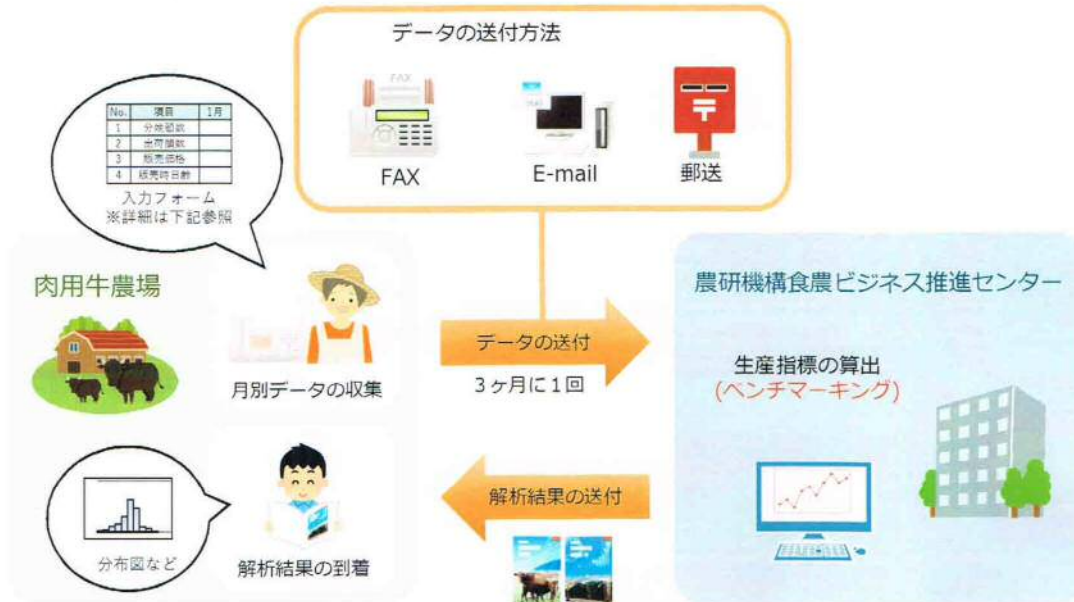 データの送付方法
FAX
FAX
E-mail
郵送
No. 項目 1月
1 分娩頭数
2 出荷頭数
3 販売価格
4 販売時日齢
入力フォーム
※詳細は下記参照
肉用牛農場
月別データの収集
データの送付
3ヶ月に1回
農研機構食農ビジネス推進センター
生産指標の算出
(ベンチマーキング)
解析結果の送付
分布図など
解析結果の到着